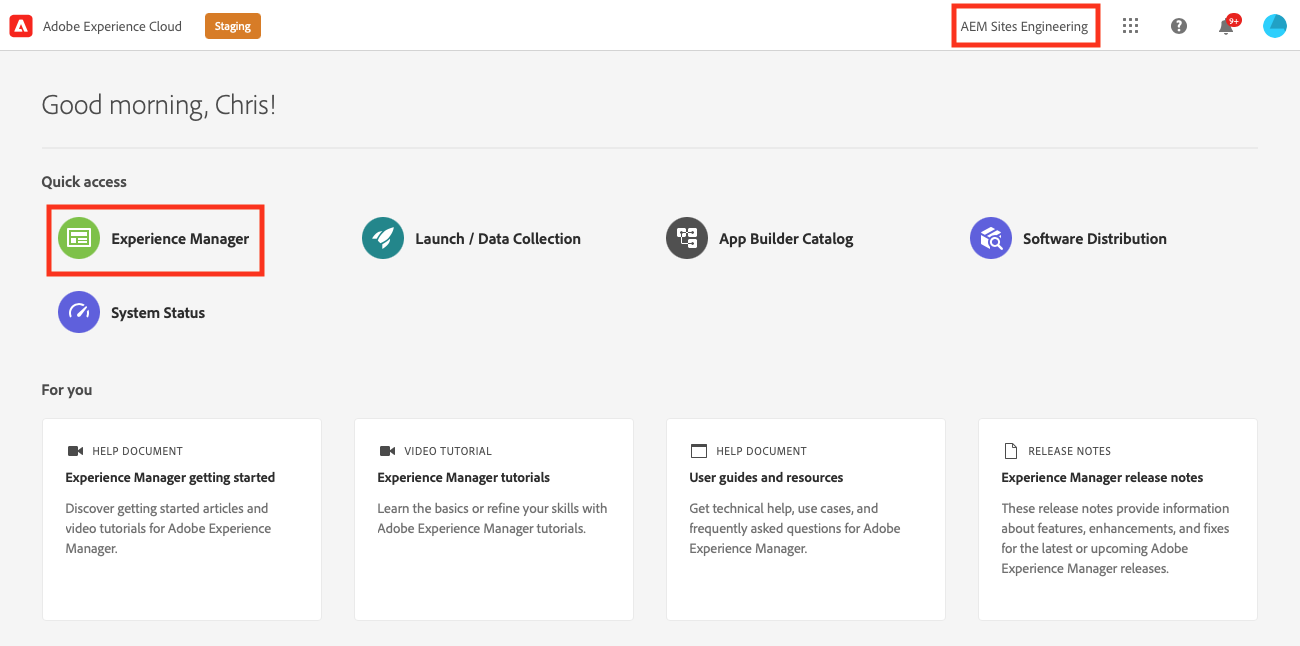 Adobe Experience Cloud
Staging
AEM Sites Engineering
9+
Good morning, Chris!
Quick access
Experience Manager
Launch / Data Collection
App Builder Catalog
Software Distribution
System Status
For you
HELP DOCUMENT
Experience Manager getting started
Discover getting started articles and
video tutorials for Adobe Experience
Manager.
VIDEO TUTORIAL
Experience Manager tutorials
Learn the basics or refine your skills with
Adobe Experience Manager tutorials.
HELP DOCUMENT
User guides and resources
Get technical help, use cases, and
frequently asked questions for Adobe
Experience Manager.
RELEASE NOTES
Experience Manager release notes
These release notes provide information
about features, enhancements, and fixes
for the latest or upcoming Adobe
Experience Manager releases.